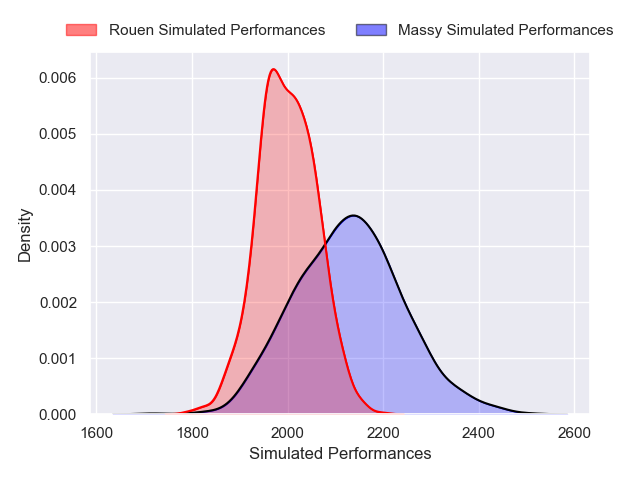 Rouen Simulated Performances Massy Simulated Performances
0.006
0.005
0.004
0.003
0.002
0.001
0.000
Density
1600 1800 2000 2200 2400 2600
Simulated Performances